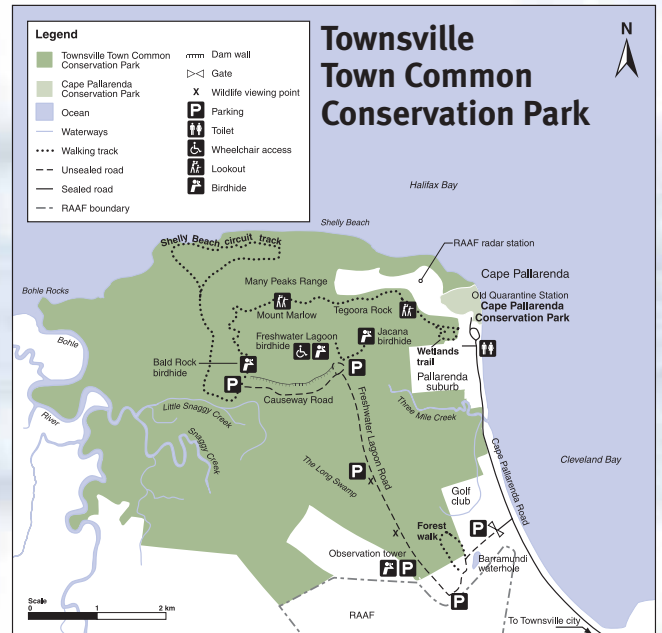 Legend
Townsville Town Common
Conservation Park
Cape Pallarenda
Conservation Park
Ocean
Waterways
Walking track
Unsealed road
Sealed road
RAAF boundary
Dam wall
Gate
X Wildlife viewing point
P Parking
Toilet
Wheelchair access
Lookout
Birdhide
Townsville
Town Common
Conservation Park
N
Halifax Bay
Shelly Beach
Shelly Beach circuit track
RAAF radar station
Cape Pallarenda
Bohle Rocks
Many Peaks Range
Old Quarantine Station
Cape Pallarenda
Conservation Park
Mount Marlow
Tegoora Rock
Bohle
Freshwater Lagoon
birdhide
Jacana
birdhide
Wetlands
trail
Bald Rock
birdhide
P
P
Pallarenda
suburb
Causeway Road
Little Snaggy Creek
Three Mile Creek
River
Snaggy Creek
Freshwater Lagoon Road
Cape Pallarenda Road
Cleveland Bay
The Long Swamp
P
X
Golf
club
Forest
walk
P
X
Observation tower
P
Barramundi
waterhole
P
Scale
0 1 2 km
RAAF
To Townsville city